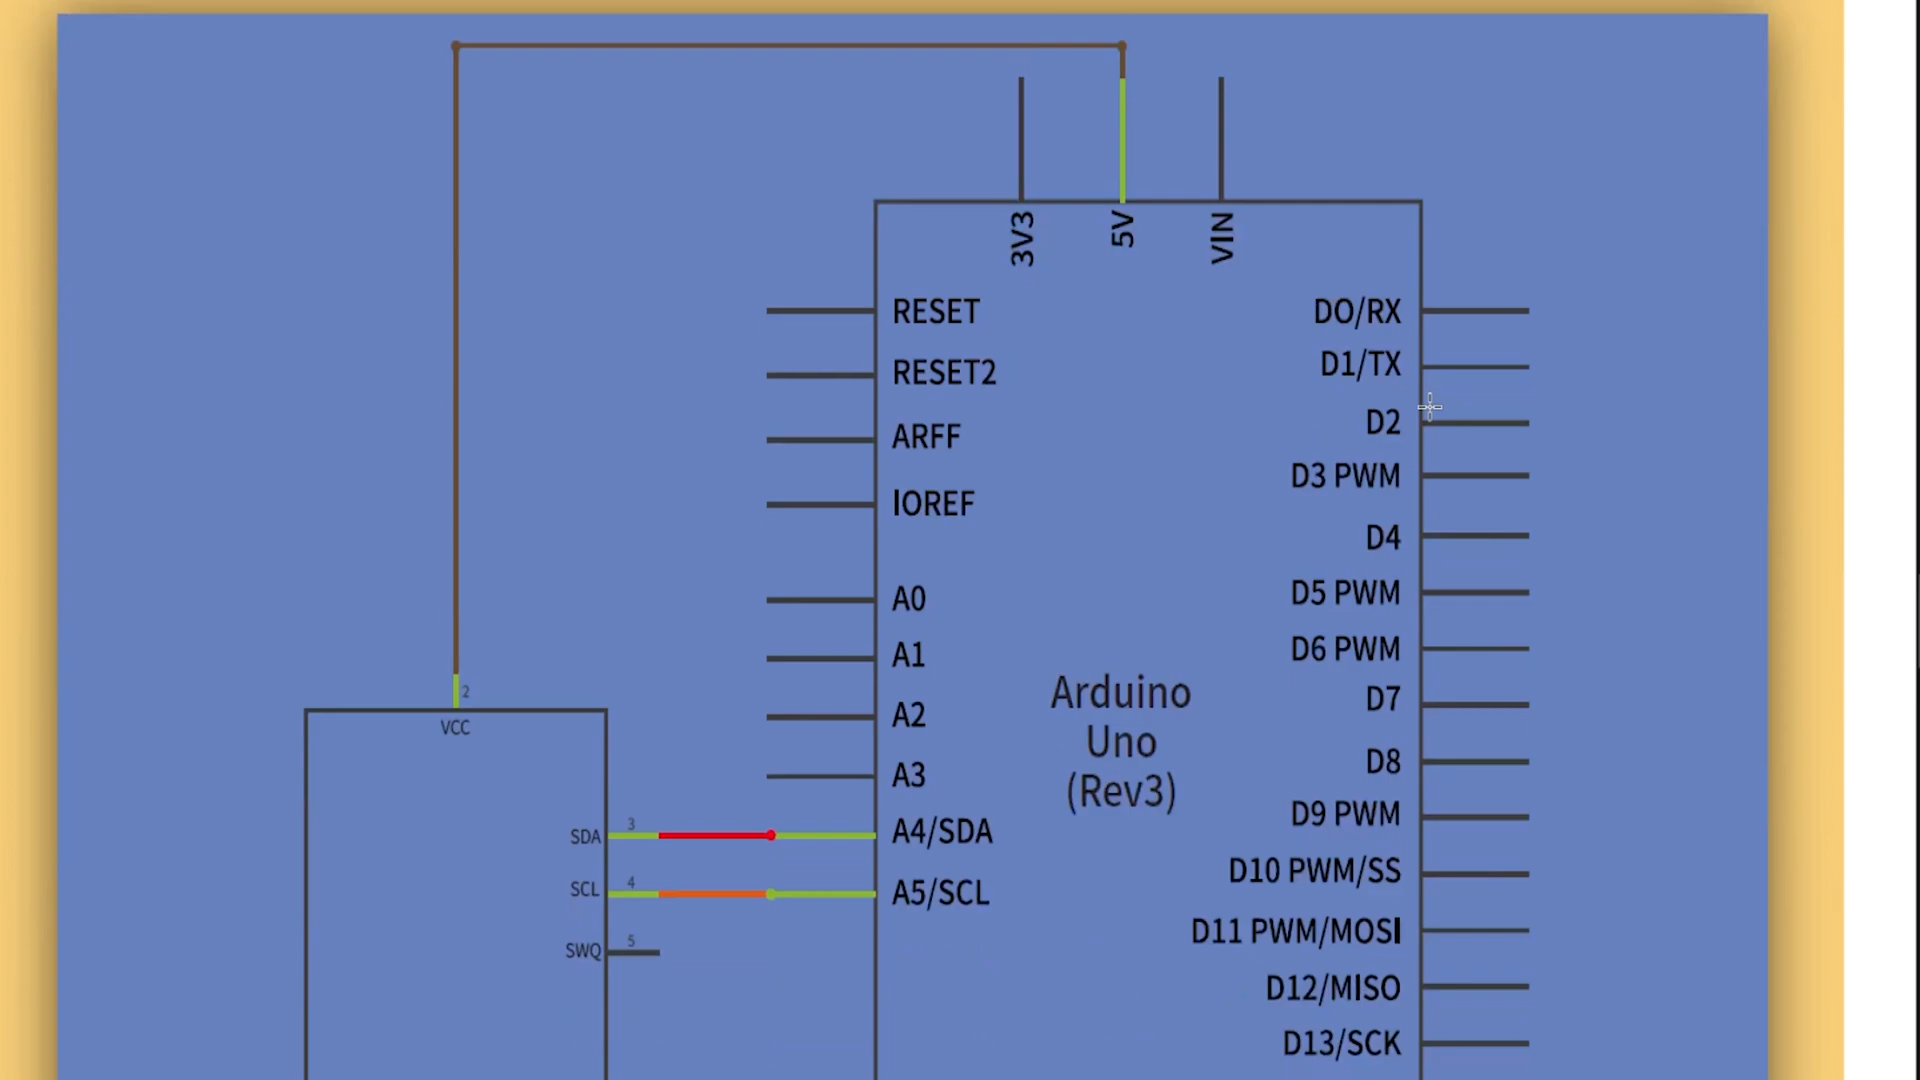 3V3
5V
VIN
RESET
RESET2
ARFF
IOREF
A0
A1
A2
A3
A4/SDA
A5/SCL
DO/RX
D1/TX
D2
D3 PWM
D4
D5 PWM
D6 PWM
D7
D8
D9 PWM
D10 PWM/SS
D11 PWM/MOSI
D12/MISO
D13/SCK
Arduino
Uno
(Rev3)
2
VCC
SDA 3
SCL 4
SWQ 5